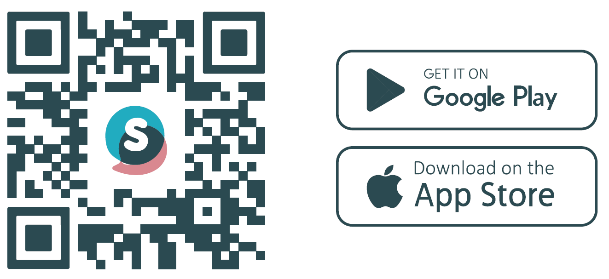 S
GET IT ON
Google Play
Download on the
App Store